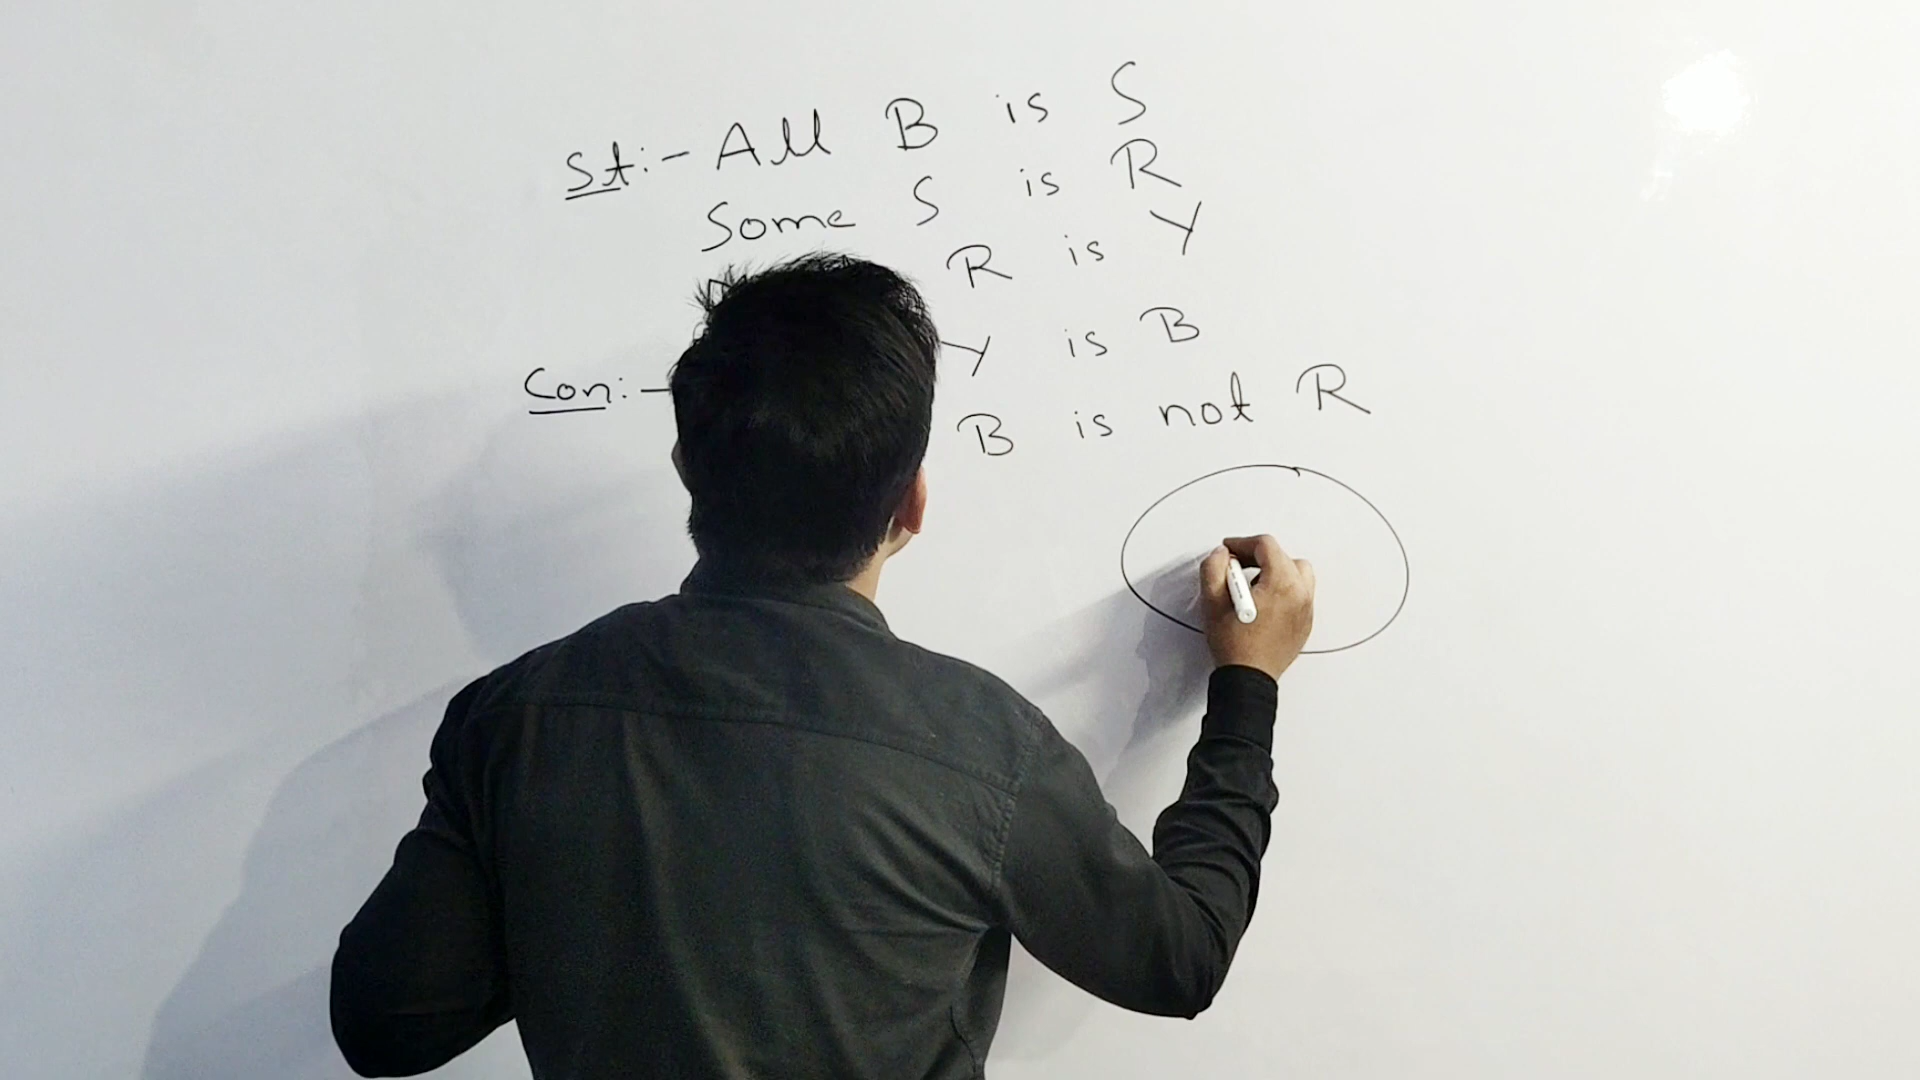 St:- All B is S
Some S is R
R is Y
Y is B
Con:-
B is not R